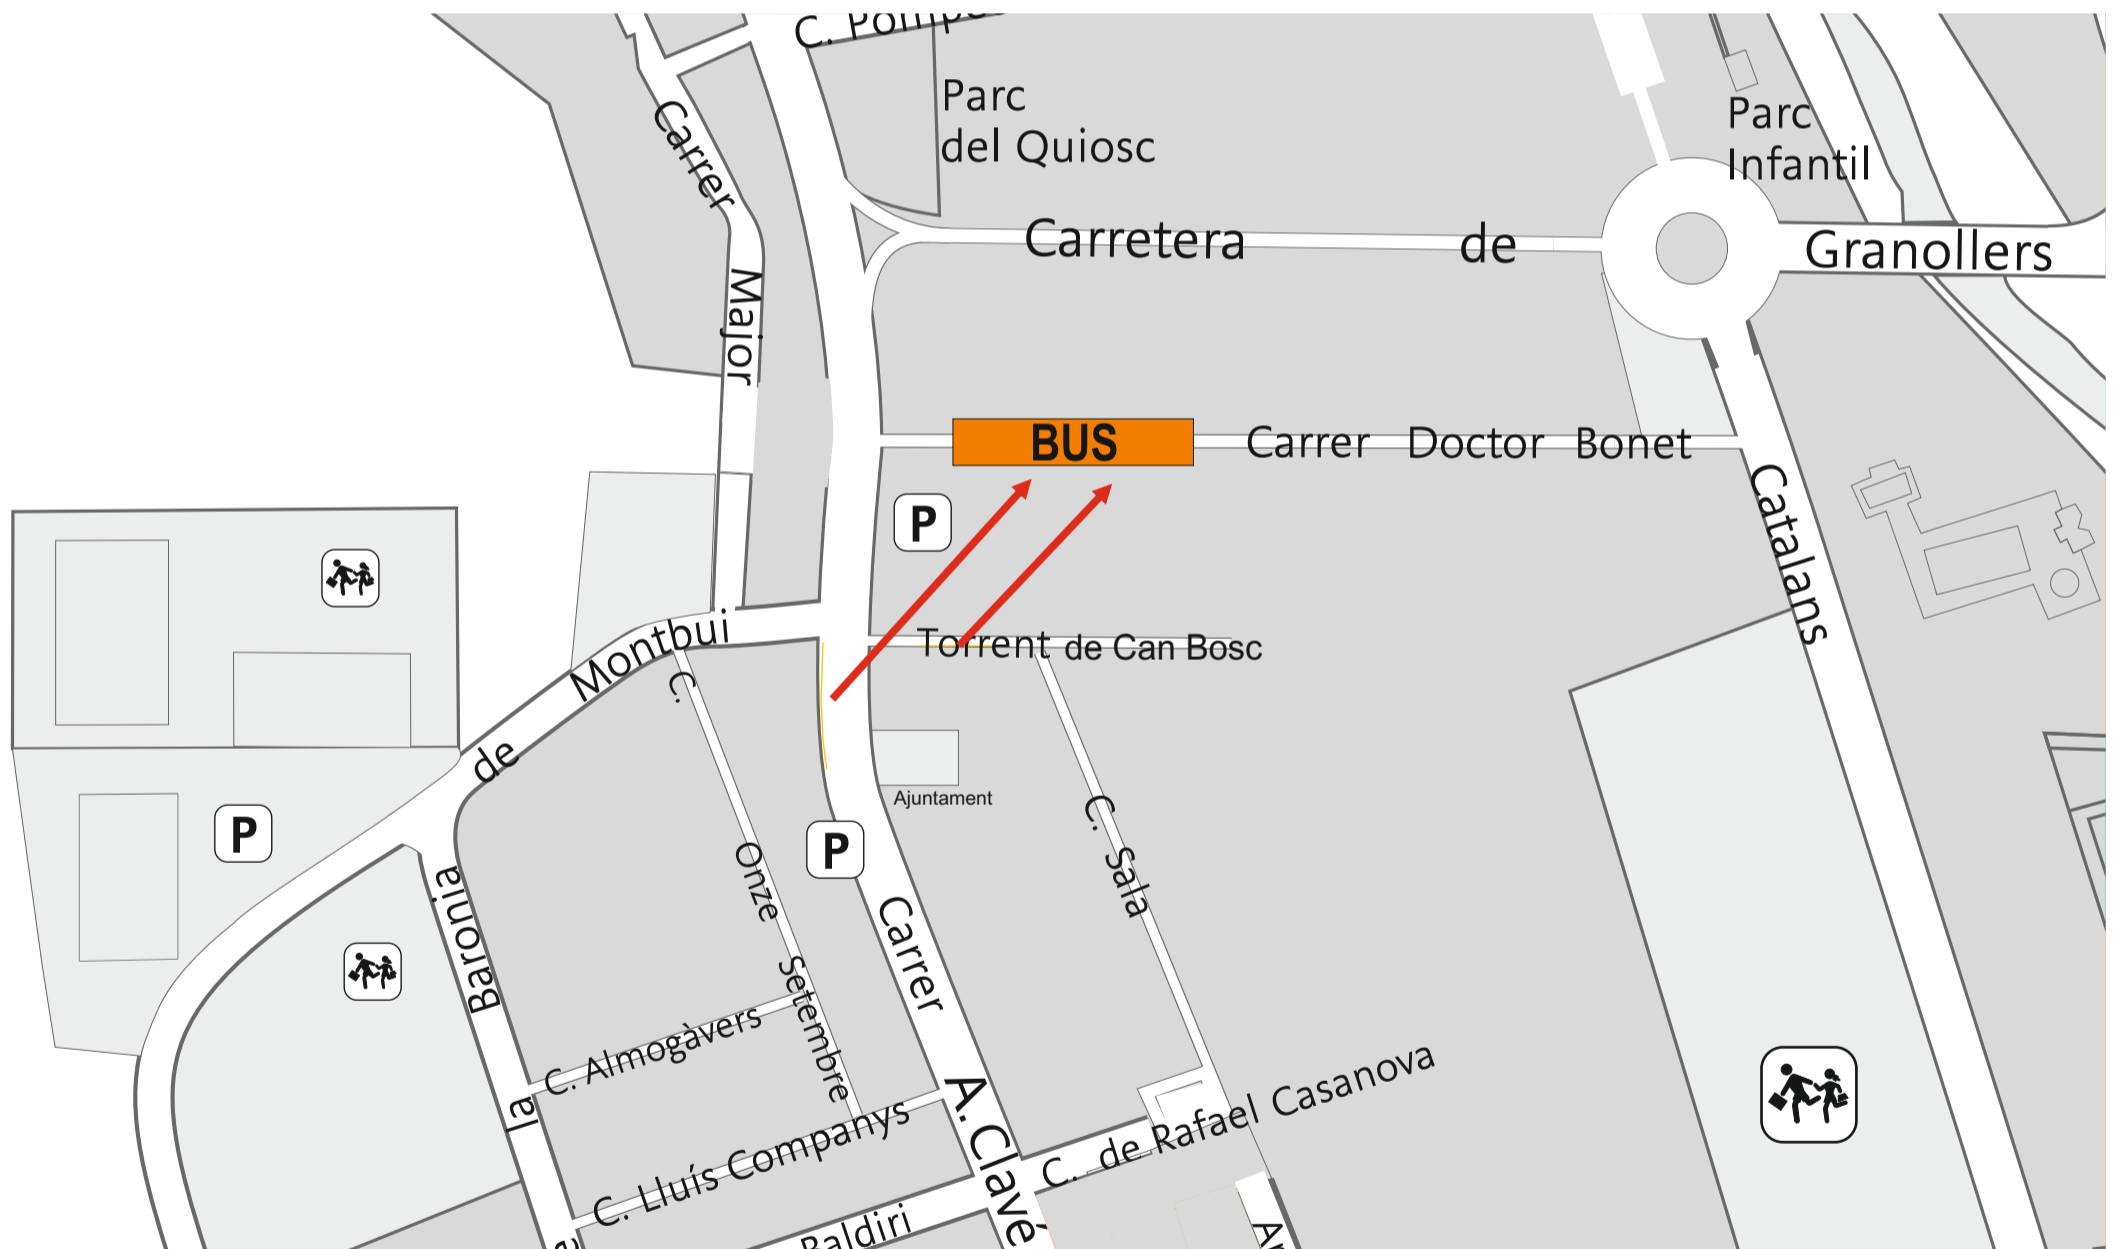 C. Pompe
Parc
del Quiosc
Parc
Infantil
Carrer Major
Carretera de Granollers
BUS
Carrer Doctor Bonet
Catalans
P
Torrent de Can Bosc
de Montbui
Ajuntament
P
P
C. Onze Setembre
C. Sala
Carrer A. Clavé
la Baronia
C. Almogàvers
C. Lluís Companys
C. de Rafael Casanova
Baldiri